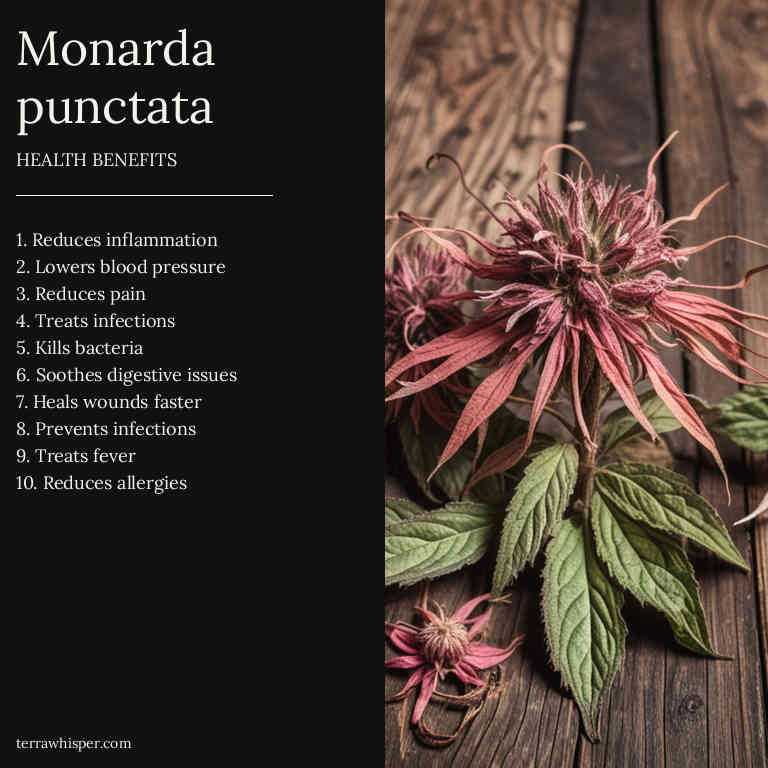 Monarda
punctata
HEALTH BENEFITS
1. Reduces inflammation
2. Lowers blood pressure
3. Reduces pain
4. Treats infections
5. Kills bacteria
6. Soothes digestive issues
7. Heals wounds faster
8. Prevents infections
9. Treats fever
10. Reduces allergies
terrawhisper.com